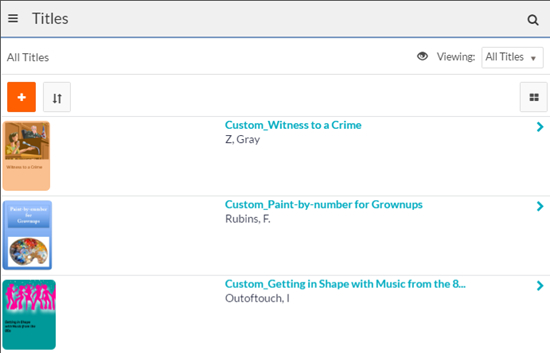 Titles
All Titles
Viewing:
All Titles
Custom_Witness to a Crime
Z, Gray
Witness to a Crime
Custom_Paint-by-number for Grownups
Rubins, F.
Paint-by-number
for
Grownups
Custom_Getting in Shape with Music from the 8...
Outoftouch, I
Getting in Shape
with Music from the